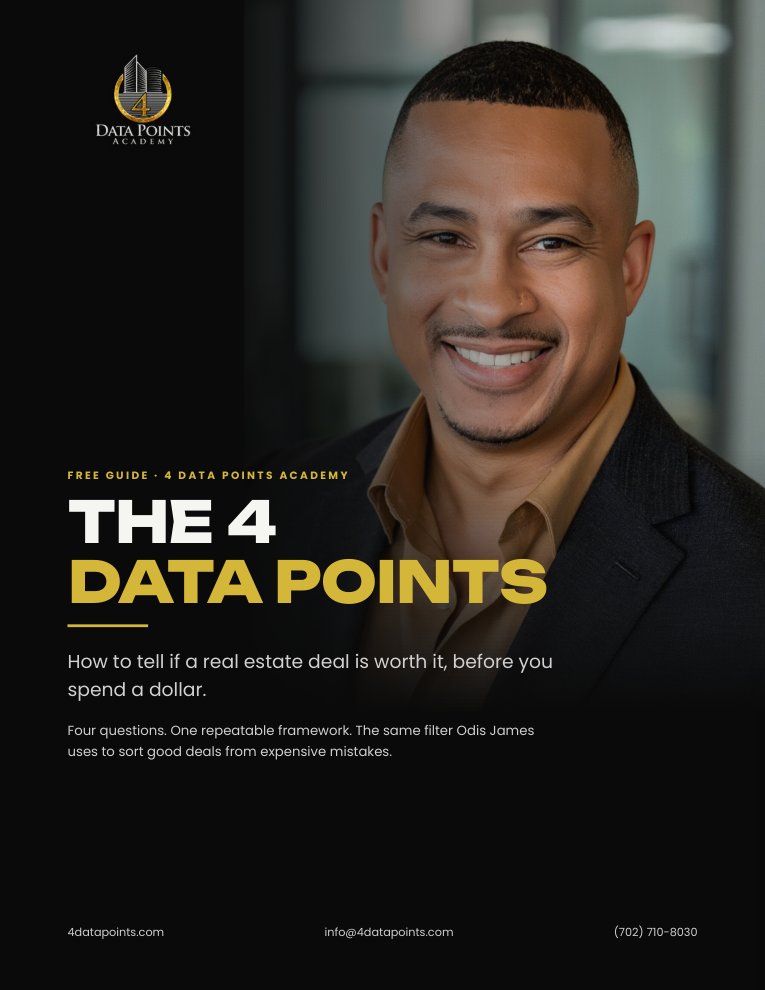 4
DATA POINTS
ACADEMY
FREE GUIDE · 4 DATA POINTS ACADEMY
THE 4
DATA POINTS
How to tell if a real estate deal is worth it, before you
spend a dollar.
Four questions. One repeatable framework. The same filter Odis James
uses to sort good deals from expensive mistakes.
4datapoints.com
info@4datapoints.com
(702) 710-8030